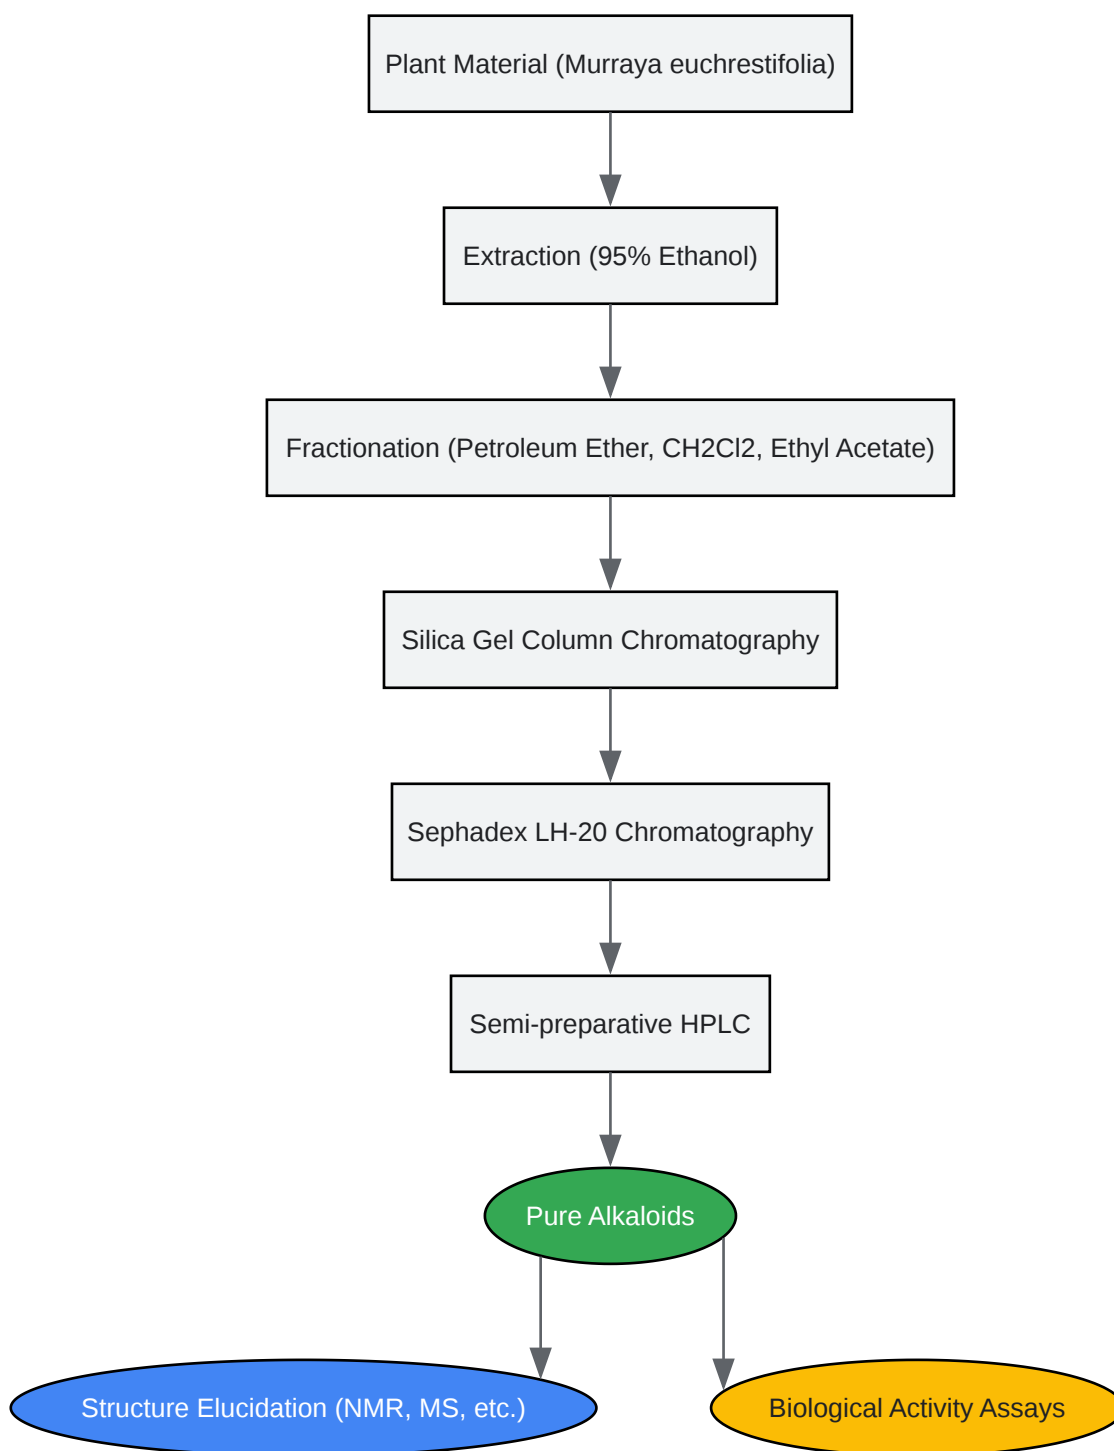 Plant Material (Murraya euchrestifolia)
Extraction (95% Ethanol)
Fractionation (Petroleum Ether, CH2Cl2, Ethyl Acetate)
Silica Gel Column Chromatography
Sephadex LH-20 Chromatography
Semi-preparative HPLC
Pure Alkaloids
Structure Elucidation (NMR, MS, etc.)
Biological Activity Assays